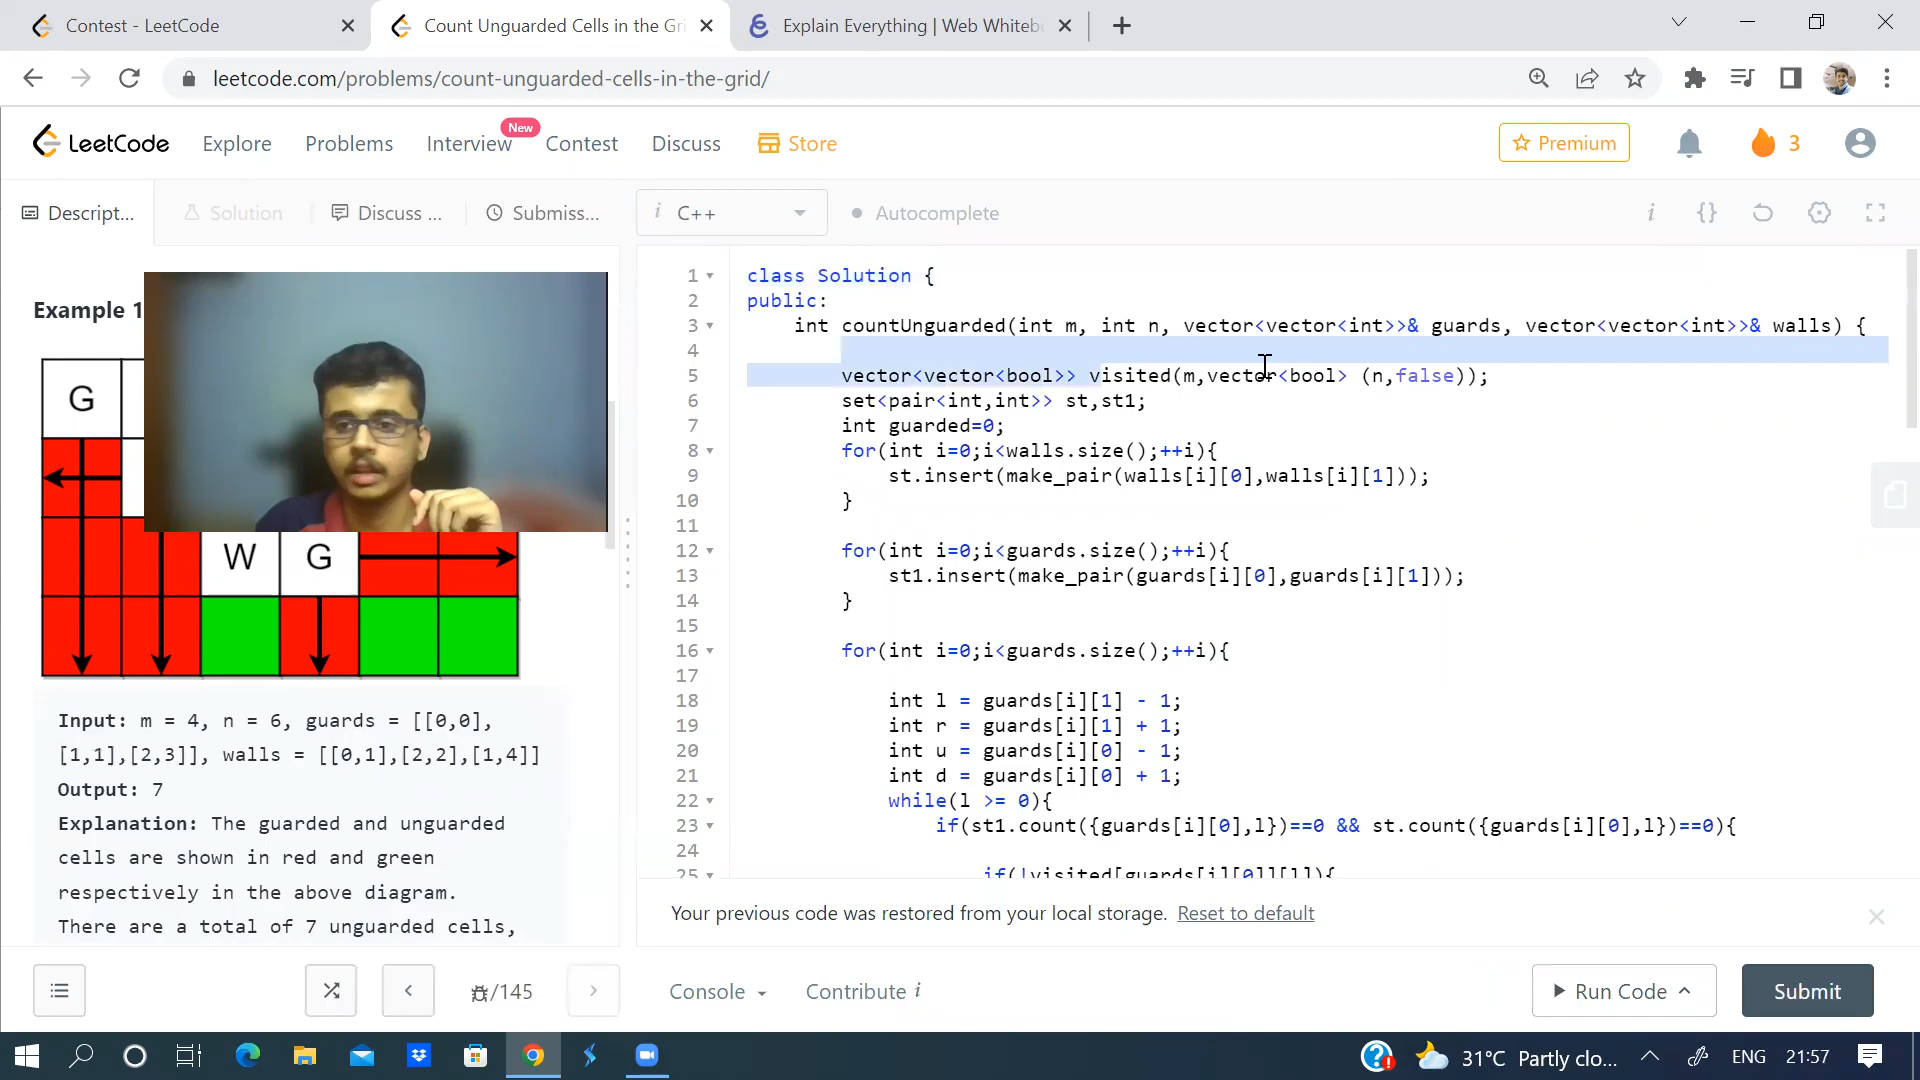 Contest - LeetCode
Count Unguarded Cells in the Gri
Explain Everything | Web Whitebo
leetcode.com/problems/count-unguarded-cells-in-the-grid/
LeetCode
Explore
Problems
Interview
New
Contest
Discuss
Store
Premium
3
Descript...
Solution
Discuss ...
Submiss...
i C++
Autocomplete
Example 1
G
W G
Input: m = 4, n = 6, guards = [[0,0],
[1,1],[2,3]], walls = [[0,1],[2,2],[1,4]]
Output: 7
Explanation: The guarded and unguarded
cells are shown in red and green
respectively in the above diagram.
There are a total of 7 unguarded cells,
1 class Solution {
2 public:
3 int countUnguarded(int m, int n, vector<vector<int>>& guards, vector<vector<int>>& walls) {
4
5 vector<vector<bool>> visited(m,vector<bool> (n,false));
6 set<pair<int,int>> st,st1;
7 int guarded=0;
8 for(int i=0;i<walls.size();++i){
9 st.insert(make_pair(walls[i][0],walls[i][1]));
10 }
11
12 for(int i=0;i<guards.size();++i){
13 st1.insert(make_pair(guards[i][0],guards[i][1]));
14 }
15
16 for(int i=0;i<guards.size();++i){
17
18 int l = guards[i][1] - 1;
19 int r = guards[i][1] + 1;
20 int u = guards[i][0] - 1;
21 int d = guards[i][0] + 1;
22 while(l >= 0){
23 if(st1.count({guards[i][0],l})==0 && st.count({guards[i][0],l})==0){
24
25 if(!visited[guards[i][0]][l]){
Your previous code was restored from your local storage. Reset to default
/145
Console
Contribute i
Run Code
Submit
31°C Partly clo...
ENG
21:57